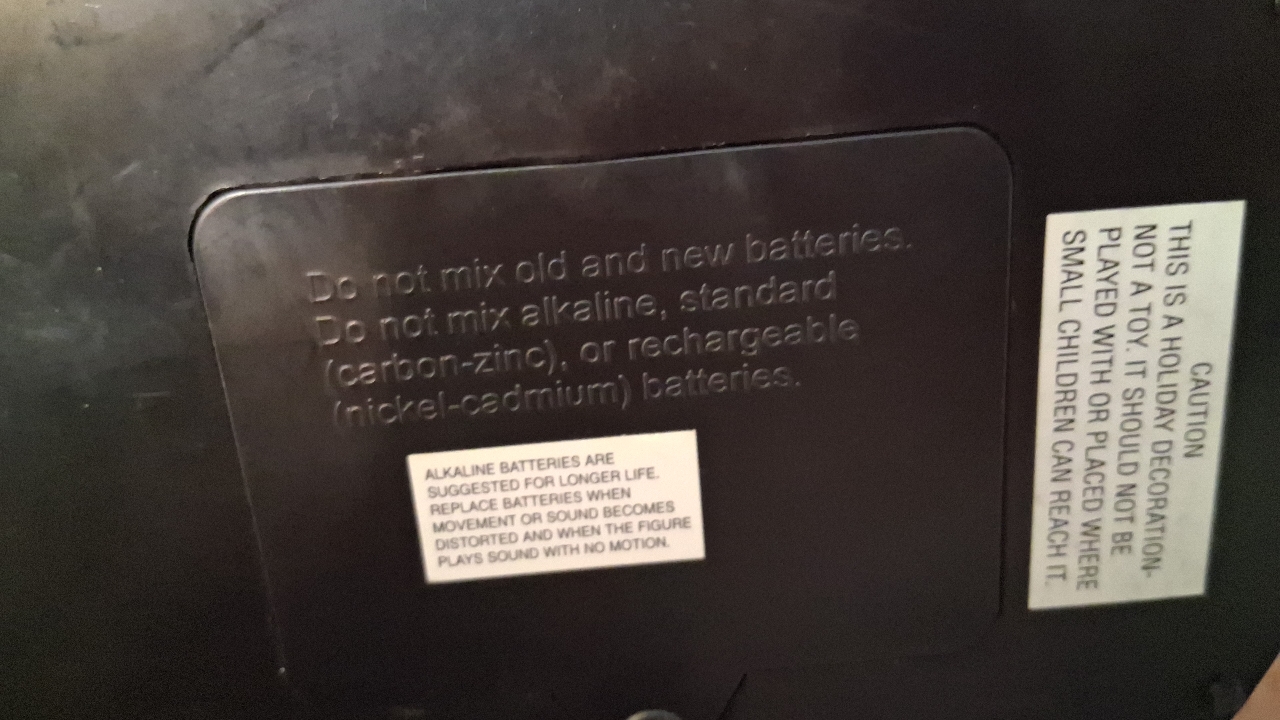 Do not mix old and new batteries.
Do not mix alkaline, standard
(carbon-zinc), or rechargeable
(nickel-cadmium) batteries.
ALKALINE BATTERIES ARE
SUGGESTED FOR LONGER LIFE.
REPLACE BATTERIES WHEN
MOVEMENT OR SOUND BECOMES
DISTORTED AND WHEN THE FIGURE
PLAYS SOUND WITH NO MOTION.
CAUTION
THIS IS A HOLIDAY DECORATION-
NOT A TOY. IT SHOULD NOT BE
PLAYED WITH OR PLACED WHERE
SMALL CHILDREN CAN REACH IT.